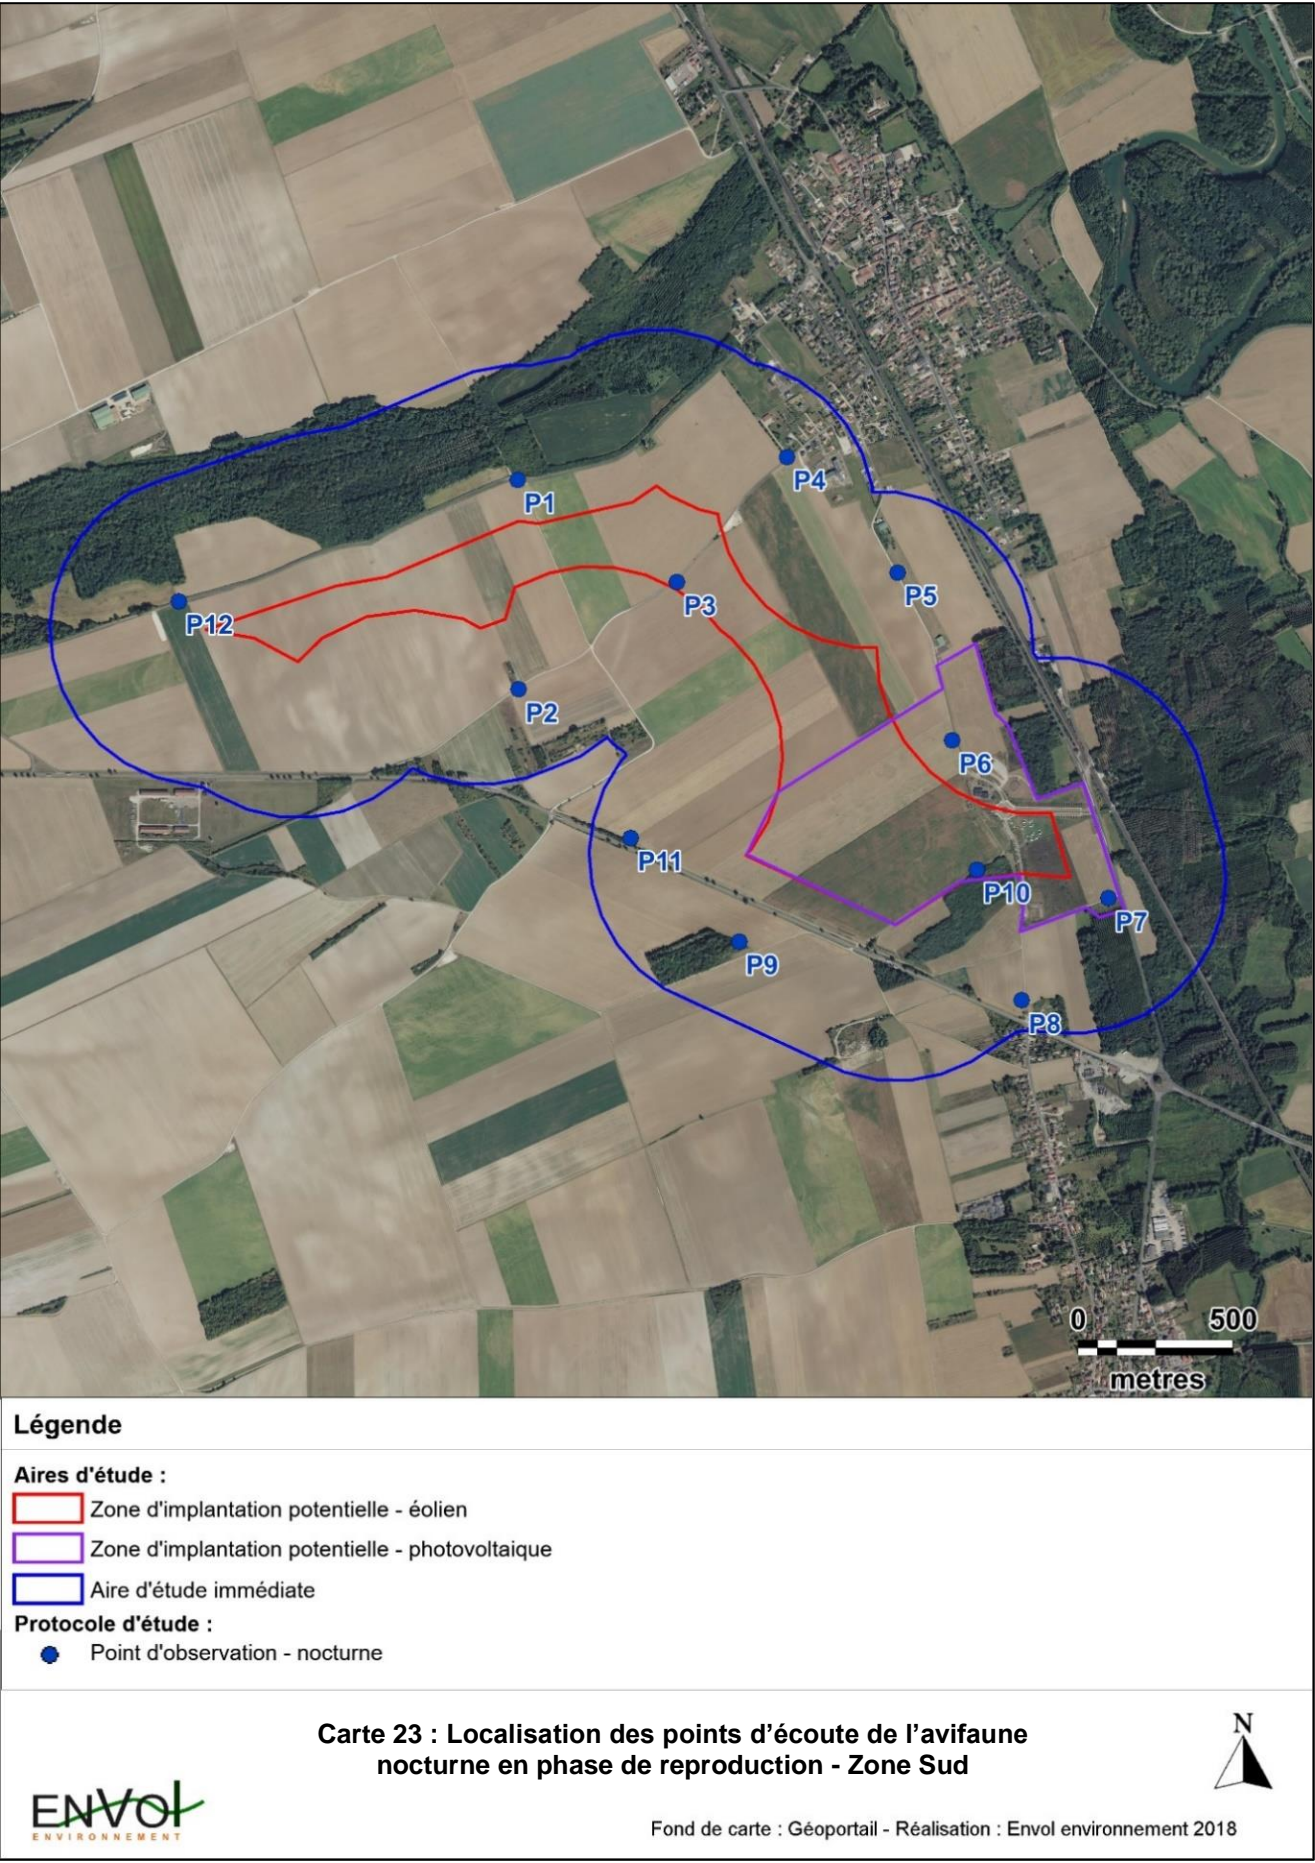 P1
P4
P5
P3
P12
P2
P6
P11
P10
P7
P9
P8
0 500
metres
Légende
Aires d'étude :
Zone d'implantation potentielle - éolien
Zone d'implantation potentielle - photovoltaique
Aire d'étude immédiate
Protocole d'étude :
Point d'observation - nocturne
Carte 23 : Localisation des points d’écoute de l’avifaune
nocturne en phase de reproduction - Zone Sud
N
ENVOl
ENVIRONNEMENT
Fond de carte : Géoportail - Réalisation : Envol environnement 2018